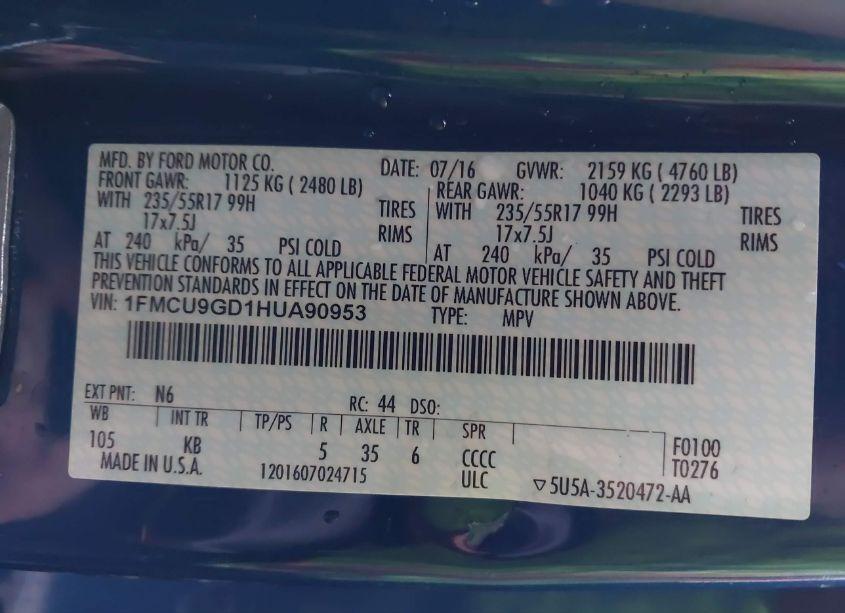 MFD. BY FORD MOTOR CO. DATE: 07/16 GVWR: 2159 KG ( 4760 LB)
FRONT GAWR: 1125 KG ( 2480 LB) REAR GAWR: 1040 KG ( 2293 LB)
WITH 235/55R17 99H TIRES WITH 235/55R17 99H TIRES
17x7.5J RIMS 17x7.5J RIMS
AT 240 kPa/ 35 PSI COLD AT 240 kPa/ 35 PSI COLD
THIS VEHICLE CONFORMS TO ALL APPLICABLE FEDERAL MOTOR VEHICLE SAFETY AND THEFT
PREVENTION STANDARDS IN EFFECT ON THE DATE OF MANUFACTURE SHOWN ABOVE.
VIN: 1FMCU9GD1HUA90953 TYPE: MPV
EXT PNT: N6 RC: 44 DSO:
WB INT TR TP/PS R AXLE TR SPR
105 KB 5 35 6 CCCC F0100
MADE IN U.S.A. 1201607024715 ULC T0276
▽5U5A-3520472-AA